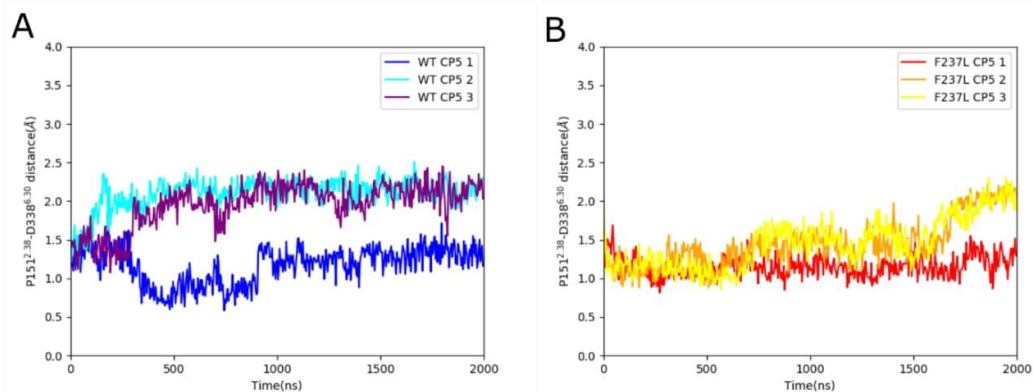 A
4.0
3.5
3.0
2.5
2.0
1.5
1.0
0.5
0.0
P151²·³⁸-D338⁶·³⁰ distance(Å)
0
500
1000
1500
2000
Time(ns)
WT CP5 1
WT CP5 2
WT CP5 3
B
4.0
3.5
3.0
2.5
2.0
1.5
1.0
0.5
0.0
P151²·³⁸-D338⁶·³⁰ distance(Å)
0
500
1000
1500
2000
Time(ns)
F237L CP5 1
F237L CP5 2
F237L CP5 3